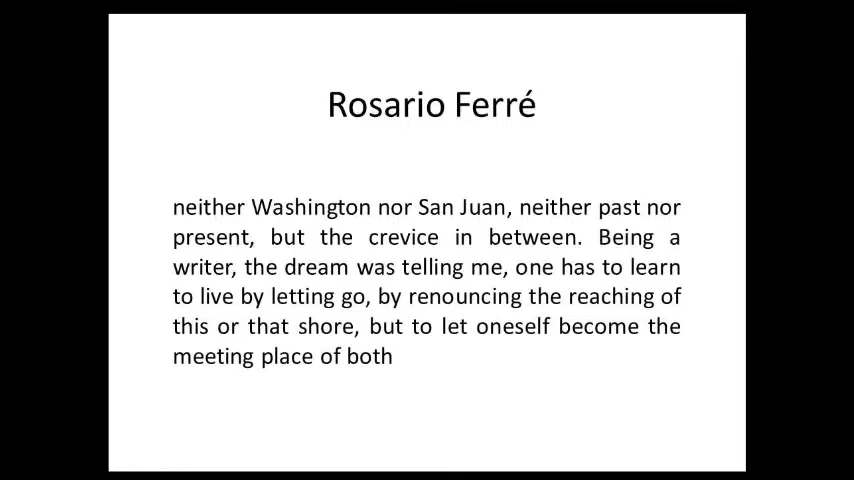 Rosario Ferré
neither Washington nor San Juan, neither past nor
present, but the crevice in between. Being a
writer, the dream was telling me, one has to learn
to live by letting go, by renouncing the reaching of
this or that shore, but to let oneself become the
meeting place of both